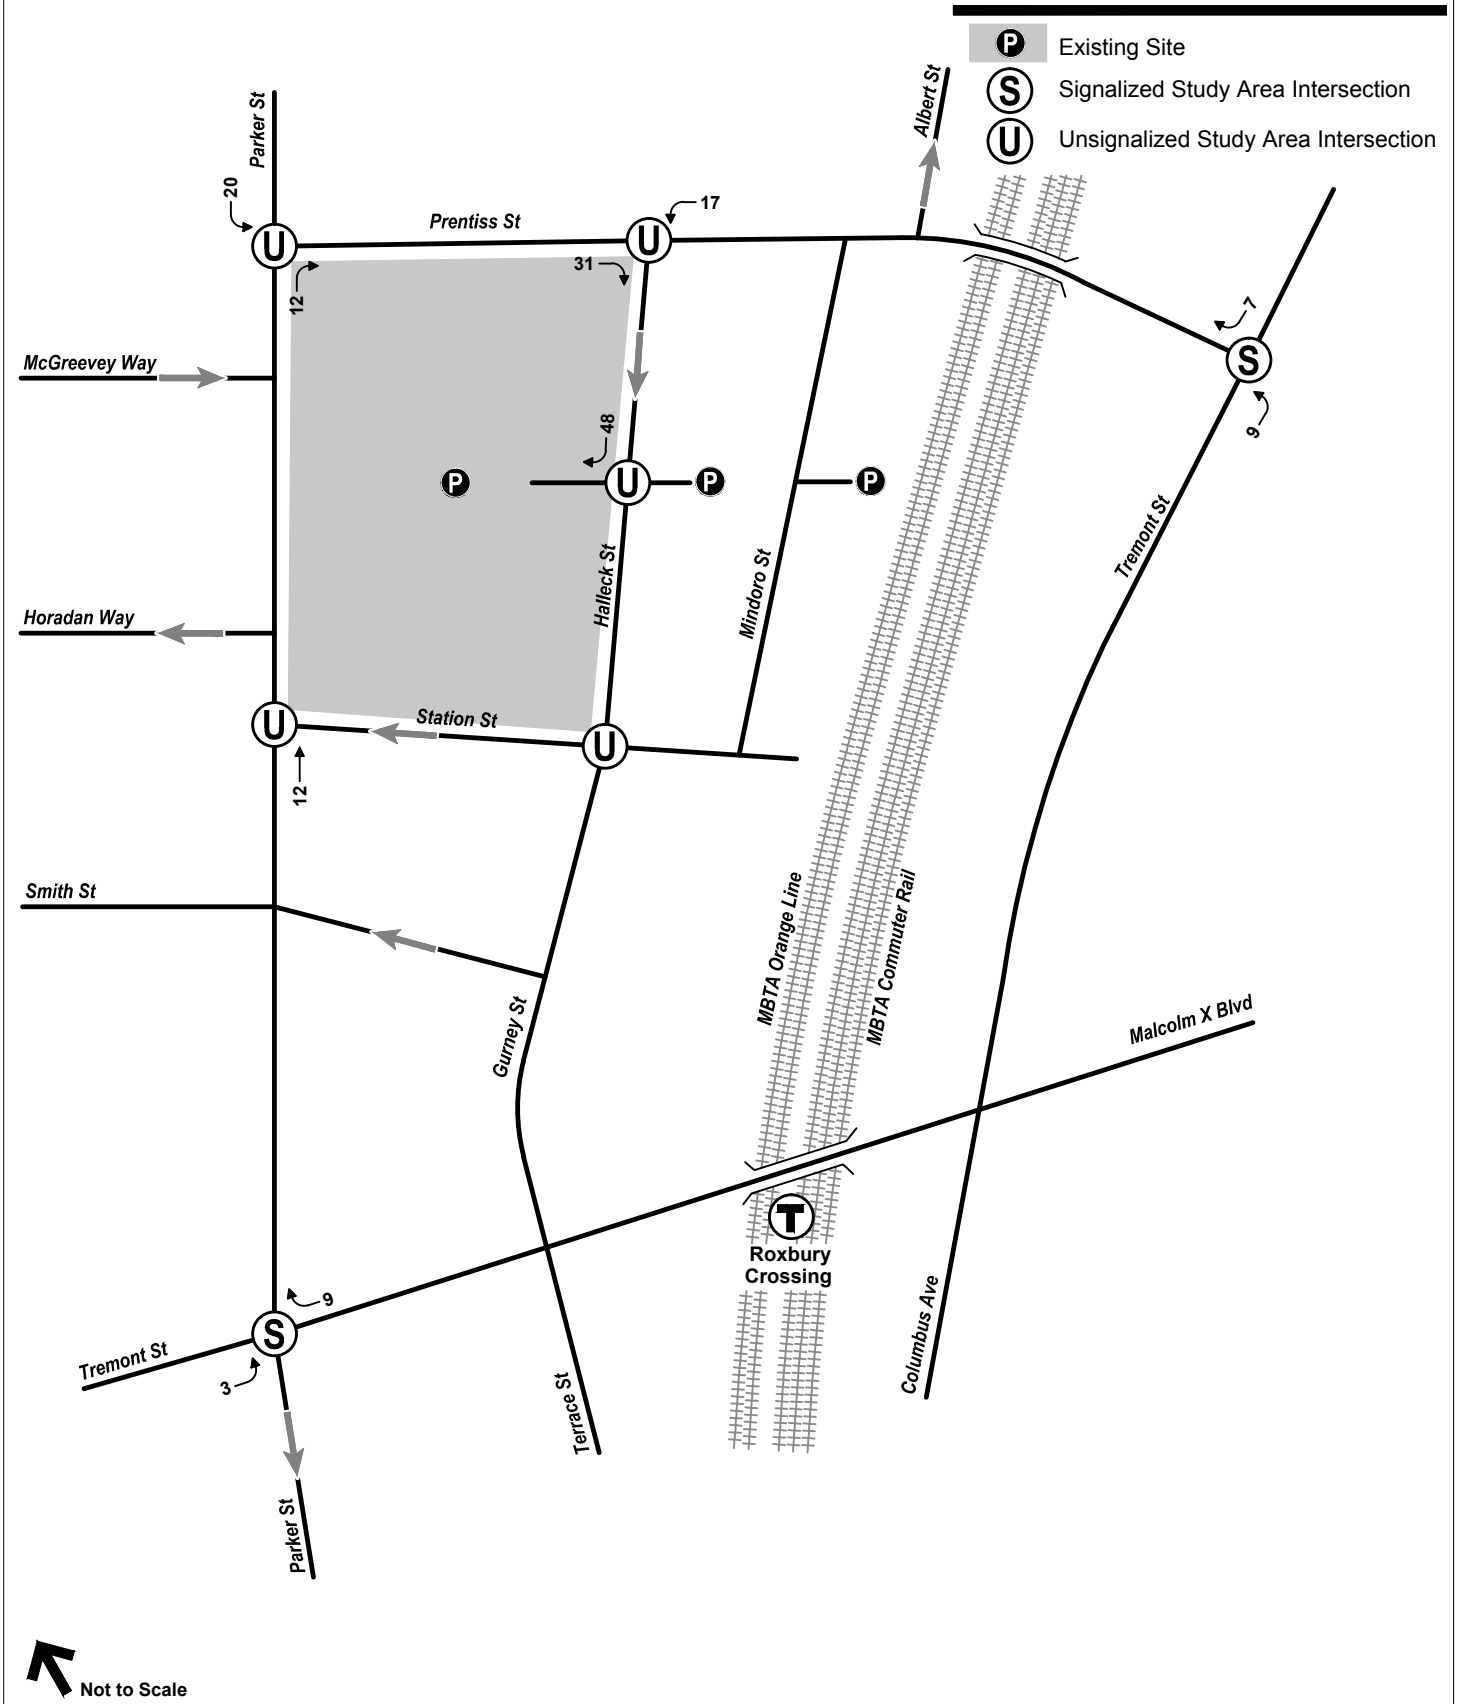 P Existing Site
S Signalized Study Area Intersection
U Unsignalized Study Area Intersection
Parker St
Albert St
20
17
Prentiss St
U
U
31
12
7
S
9
McGreevey Way
48
P
U
P
P
Tremont St
Halleck St
Mindoro St
Horadan Way
Station St
U
U
12
Smith St
MBTA Orange Line
MBTA Commuter Rail
Gurney St
Malcolm X Blvd
T
Roxbury
Crossing
9
S
3
Tremont St
Columbus Ave
Terrace St
Parker St
Not to Scale